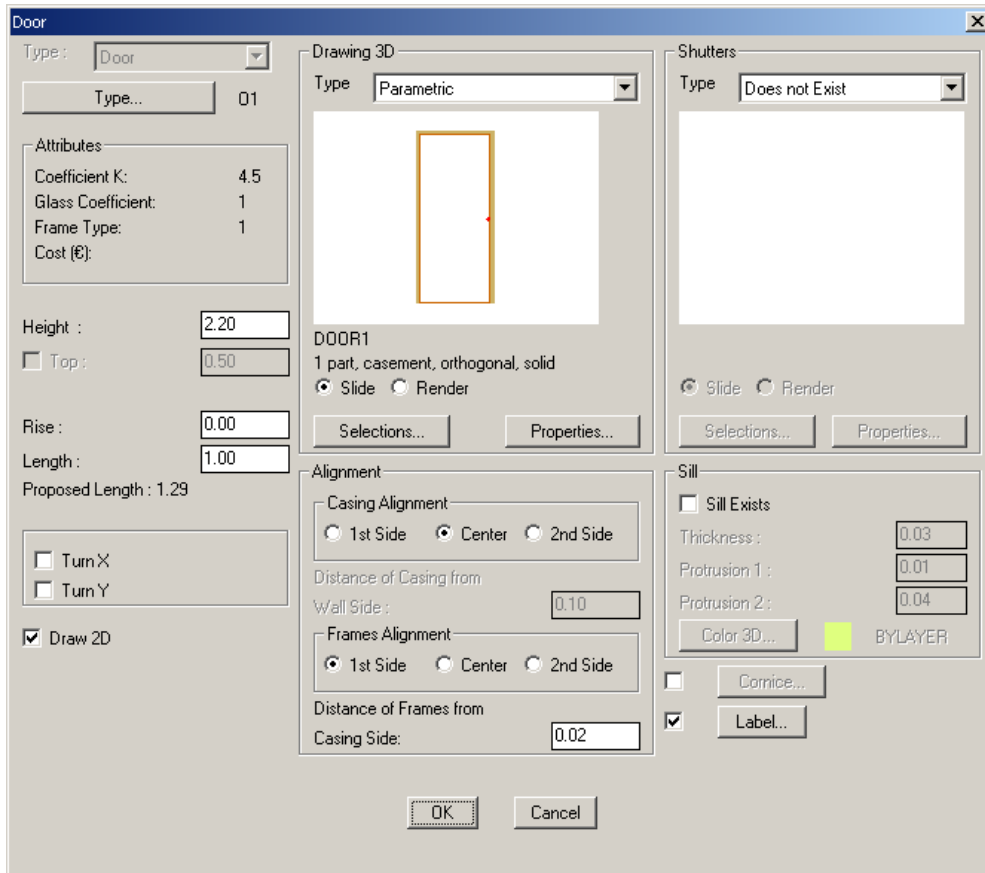 Door
Type :
Door
Type...
O1
Attributes
Coefficient K: 4.5
Glass Coefficient: 1
Frame Type: 1
Cost (€):
Height : 2.20
Top : 0.50
Rise : 0.00
Length : 1.00
Proposed Length : 1.29
Turn X
Turn Y
Draw 2D
Drawing 3D
Type Parametric
DOOR1
1 part, casement, orthogonal, solid
Slide Render
Selections... Properties...
Alignment
Casing Alignment
1st Side Center 2nd Side
Distance of Casing from
Wall Side : 0.10
Frames Alignment
1st Side Center 2nd Side
Distance of Frames from
Casing Side: 0.02
Shutters
Type Does not Exist
Slide Render
Selections... Properties...
Sill
Sill Exists
Thickness : 0.03
Protrusion 1 : 0.01
Protrusion 2 : 0.04
Color 3D... BYLAYER
Cornice...
Label...
OK Cancel